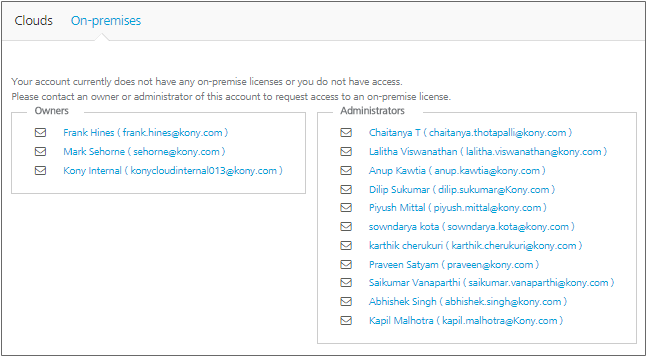 Clouds On-premises
Your account currently does not have any on-premise licenses or you do not have access.
Please contact an owner or administrator of this account to request access to an on-premise license.
Owners
Frank Hines ( frank.hines@kony.com )
Mark Sehorne ( sehorne@kony.com )
Kony Internal ( konycloudinternal013@kony.com )
Administrators
Chaitanya T ( chaitanya.thotapalli@kony.com )
Lalitha Viswanathan ( lalitha.viswanathan@kony.com )
Anup Kawtia ( anup.kawtia@kony.com )
Dilip Sukumar ( dilip.sukumar@Kony.com )
Piyush Mittal ( piyush.mittal@kony.com )
sowndarya kota ( sowndarya.kota@kony.com )
karthik cherukuri ( karthik.cherukuri@kony.com )
Praveen Satyam ( praveen@kony.com )
Saikumar Vanaparthi ( saikumar.vanaparthi@kony.com )
Abhishek Singh ( abhishek.singh@kony.com )
Kapil Malhotra ( kapil.malhotra@Kony.com )